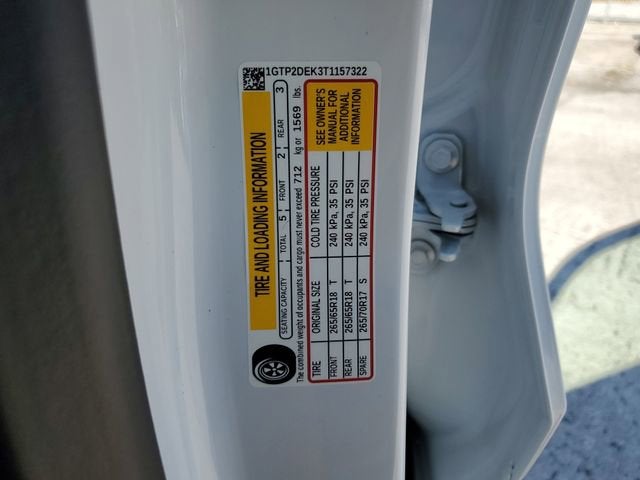 1GTP2DEK3T1157322
TIRE AND LOADING INFORMATION
SEATING CAPACITY TOTAL 5 FRONT 2 REAR 3
The combined weight of occupants and cargo must never exceed 712 kg or 1569 lbs.
TIRE ORIGINAL SIZE COLD TIRE PRESSURE
FRONT 265/65R18 T 240 kPa, 35 PSI
REAR 265/65R18 T 240 kPa, 35 PSI
SPARE 265/70R17 S 240 kPa, 35 PSI
SEE OWNER'S
MANUAL FOR
ADDITIONAL
INFORMATION